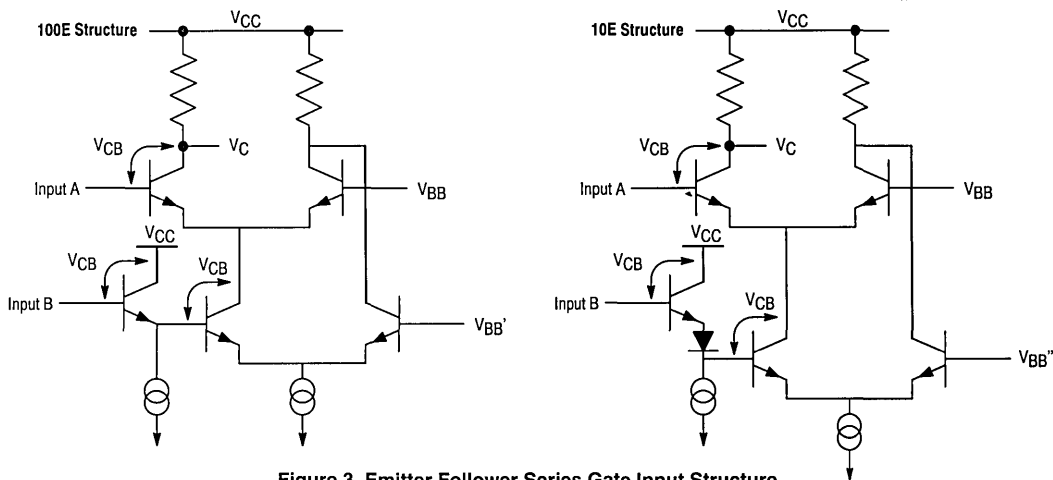 100E Structure
VCC
VCB
VC
Input A
VBB
VCC
VCB
VCB
Input B
VBB'
10E Structure
VCC
VCB
VC
Input A
VBB
VCC
VCB
VCB
Input B
VBB"
Figure 3. Emitter Follower Series Gate Input Structure